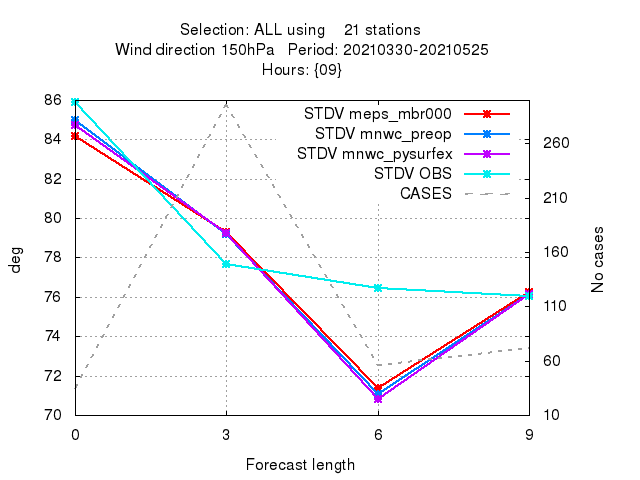 Selection: ALL using    21 stations
Wind direction 150hPa   Period: 20210330-20210525
Hours: {09}
STDV meps_mbr000
STDV mnwc_preop
STDV mnwc_pysurfex
STDV OBS
CASES
deg
86
84
82
80
78
76
74
72
70
260
210
160
110
60
10
No cases
0 3 6 9
Forecast length